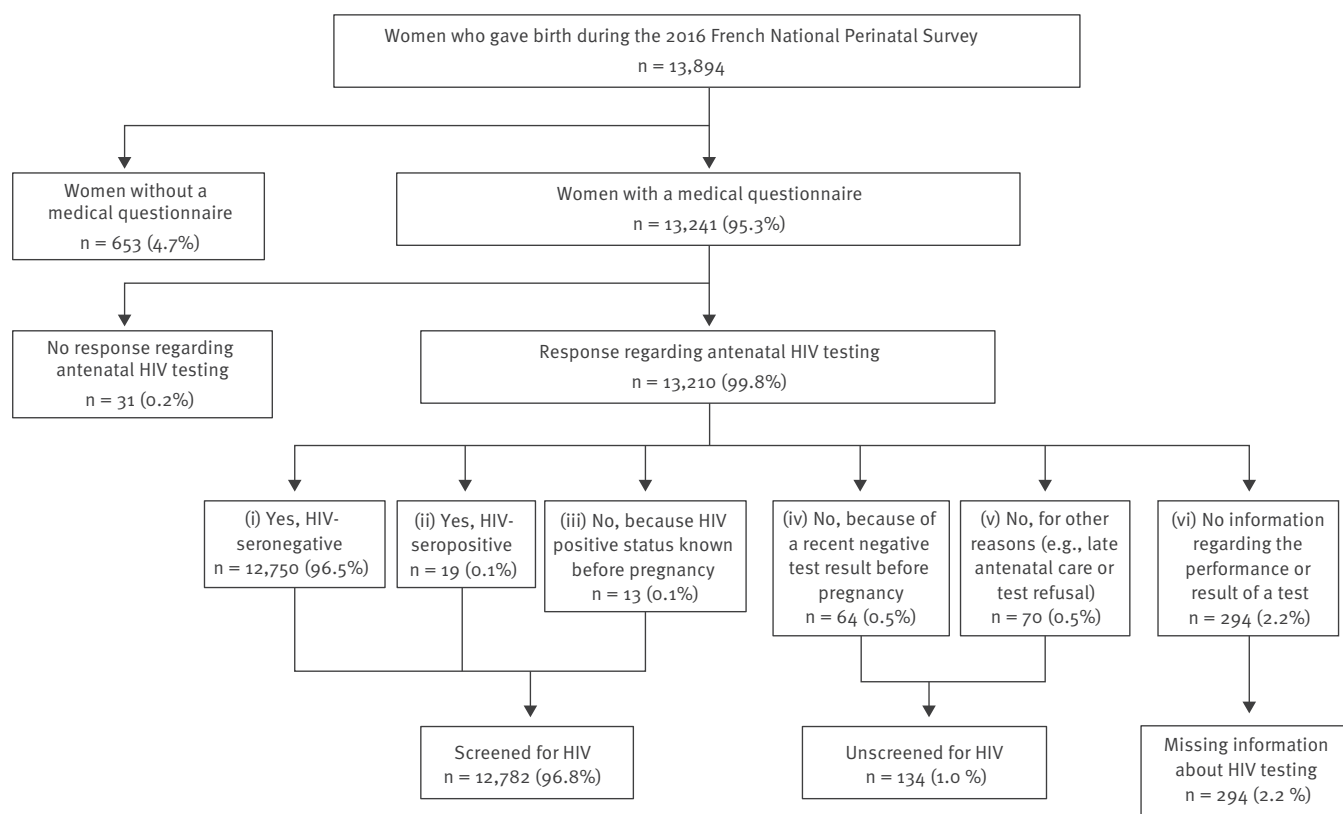 Women who gave birth during the 2016 French National Perinatal Survey
n = 13,894
Women without a
medical questionnaire
n = 653 (4.7%)
Women with a medical questionnaire
n = 13,241 (95.3%)
No response regarding
antenatal HIV testing
n = 31 (0.2%)
Response regarding antenatal HIV testing
n = 13,210 (99.8%)
(i) Yes, HIV-
seronegative
n = 12,750 (96.5%)
(ii) Yes, HIV-
seropositive
n = 19 (0.1%)
(iii) No, because HIV
positive status known
before pregnancy
n = 13 (0.1%)
(iv) No, because of
a recent negative
test result before
pregnancy
n = 64 (0.5%)
(v) No, for other
reasons (e.g., late
antenatal care or
test refusal)
n = 70 (0.5%)
(vi) No information
regarding the
performance or
result of a test
n = 294 (2.2%)
Screened for HIV
n = 12,782 (96.8%)
Unscreened for HIV
n = 134 (1.0 %)
Missing information
about HIV testing
n = 294 (2.2 %)